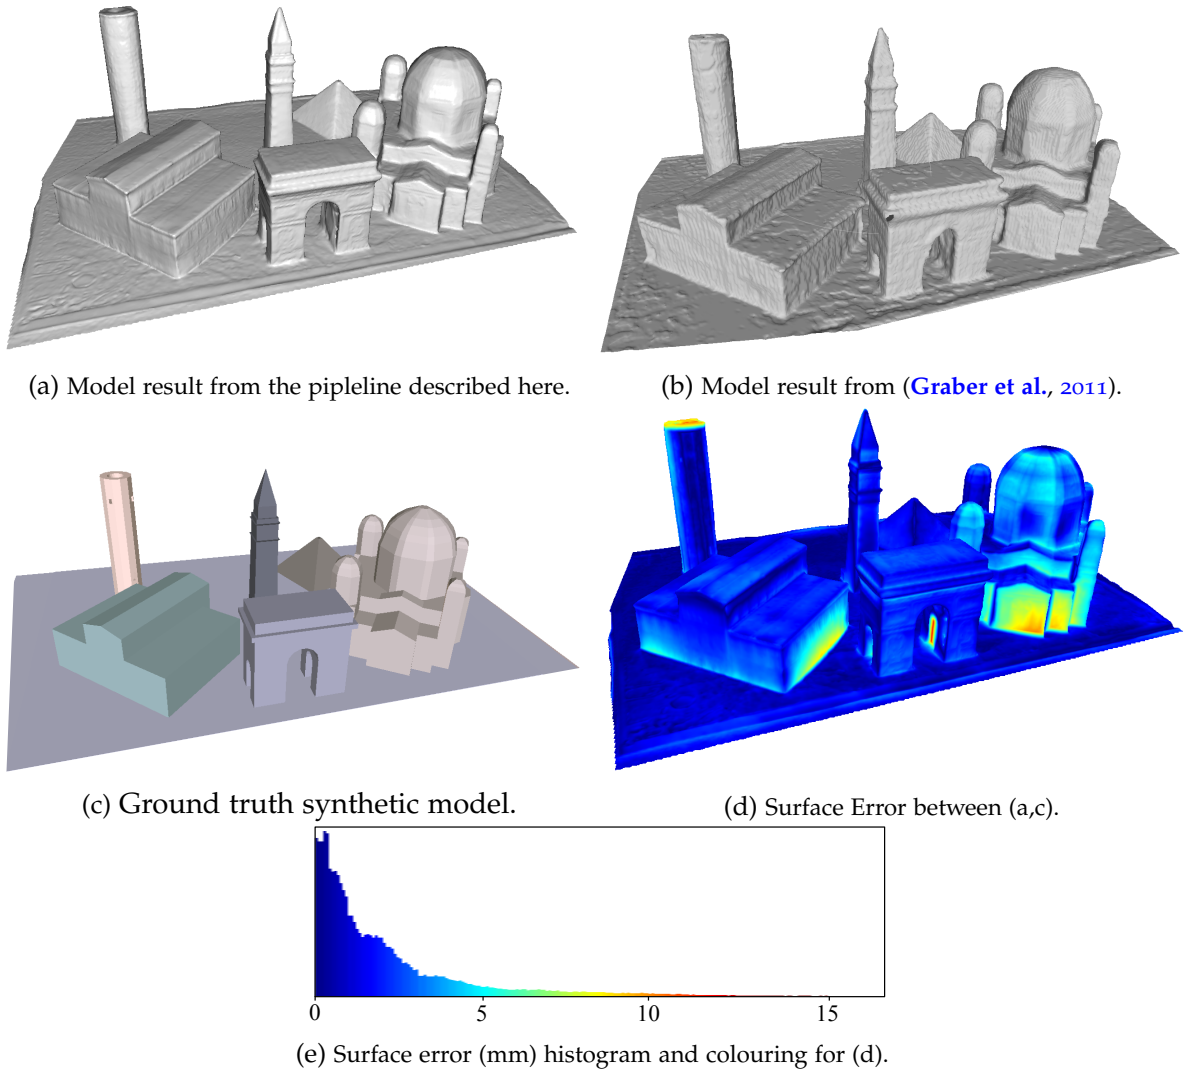 (a) Model result from the pipleline described here.
(b) Model result from (Graber et al., 2011).
(c) Ground truth synthetic model.
(d) Surface Error between (a,c).
0 5 10 15
(e) Surface error (mm) histogram and colouring for (d).